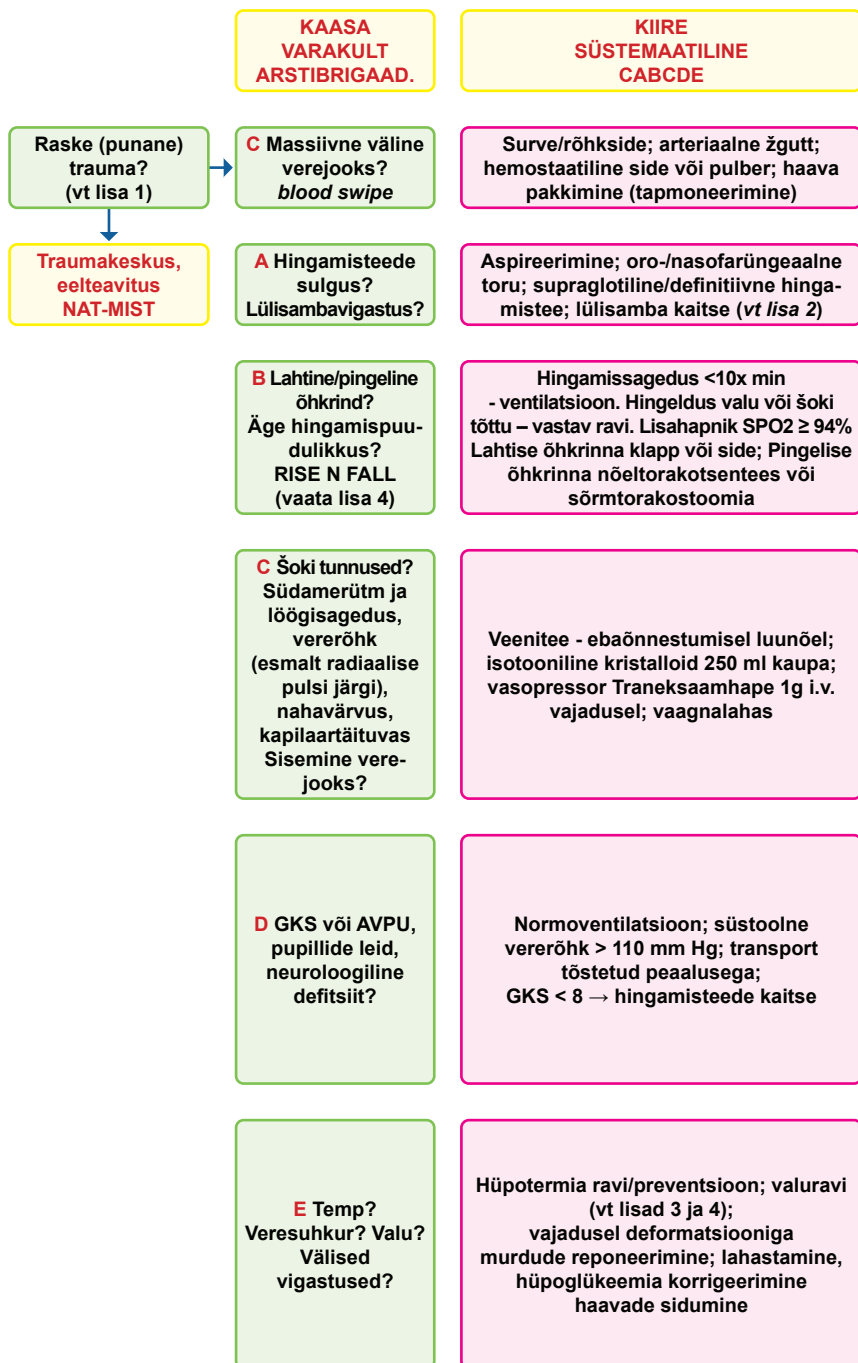 KAASA
VARAKULT
ARSTIBRIGAAD.
KIIRE
SÜSTEMAATILINE
CABCDE
Raske (punane)
trauma?
(vt lisa 1)
C Massiivne väline
verejooks?
blood swipe
Surve/rõhkside; arteriaalne žgutt;
hemostaatiline side või pulber; haava
pakkimine (tapmoneerimine)
Traumakeskus,
eelteavitus
NAT-MIST
A Hingamisteede
sulgus?
Lülisambavigastus?
Aspireerimine; oro-/nasofarüngeaalne
toru; supraglotiline/definitiivne hinga-
mistee; lülisamba kaitse (vt lisa 2)
B Lahtine/pingeline
õhkrind?
Äge hingamispuu-
dulikkus?
RISE N FALL
(vaata lisa 4)
Hingamissagedus <10x min
- ventilatsioon. Hingeldus valu või šoki
tõttu – vastav ravi. Lisahapnik SPO2 ≥ 94%
Lahtise õhkrinna klapp või side; Pingelise
õhkrinna nõeltorakotsentees või
sõrmtorakostoomia
C Šoki tunnused?
Südamerütm ja
löögisagedus,
vererõhk
(esmalt radiaalise
pulsi järgi),
nahavärvus,
kapilaartäituvas
Sisemine vere-
jooks?
Veenitee - ebaõnnestumisel luunõel;
isotooniline kristalloid 250 ml kaupa;
vasopressor Traneksaamhape 1g i.v.
vajadusel; vaagnalahas
D GKS või AVPU,
pupillide leid,
neuroloogiline
defitsiit?
Normoventilatsioon; süstoolne
vererõhk > 110 mm Hg; transport
tõstetud peaalusega;
GKS < 8 → hingamisteede kaitse
E Temp?
Veresuhkur? Valu?
Välised
vigastused?
Hüpotermia ravi/preventsioon; valuravi
(vt lisad 3 ja 4);
vajadusel deformatsiooniga
murdude reponeerimine; lahastamine,
hüpoglükeemia korrigeerimine
haavade sidumine